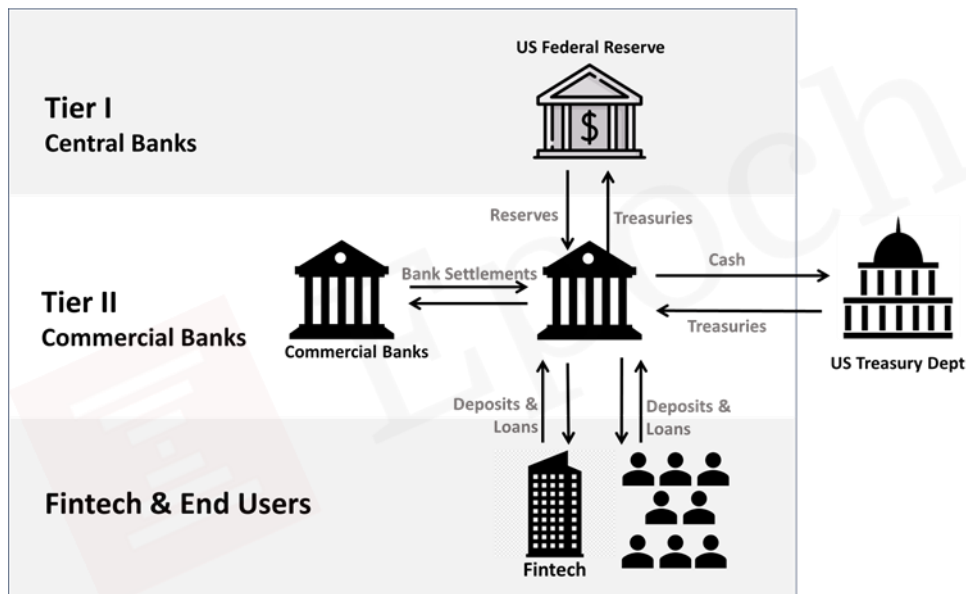 US Federal Reserve
Tier I
Central Banks
$
Reserves
Treasuries
Bank Settlements
Cash
Tier II
Commercial Banks
Commercial Banks
Treasuries
US Treasury Dept
Deposits &
Loans
Deposits &
Loans
Fintech & End Users
Fintech
Epoch